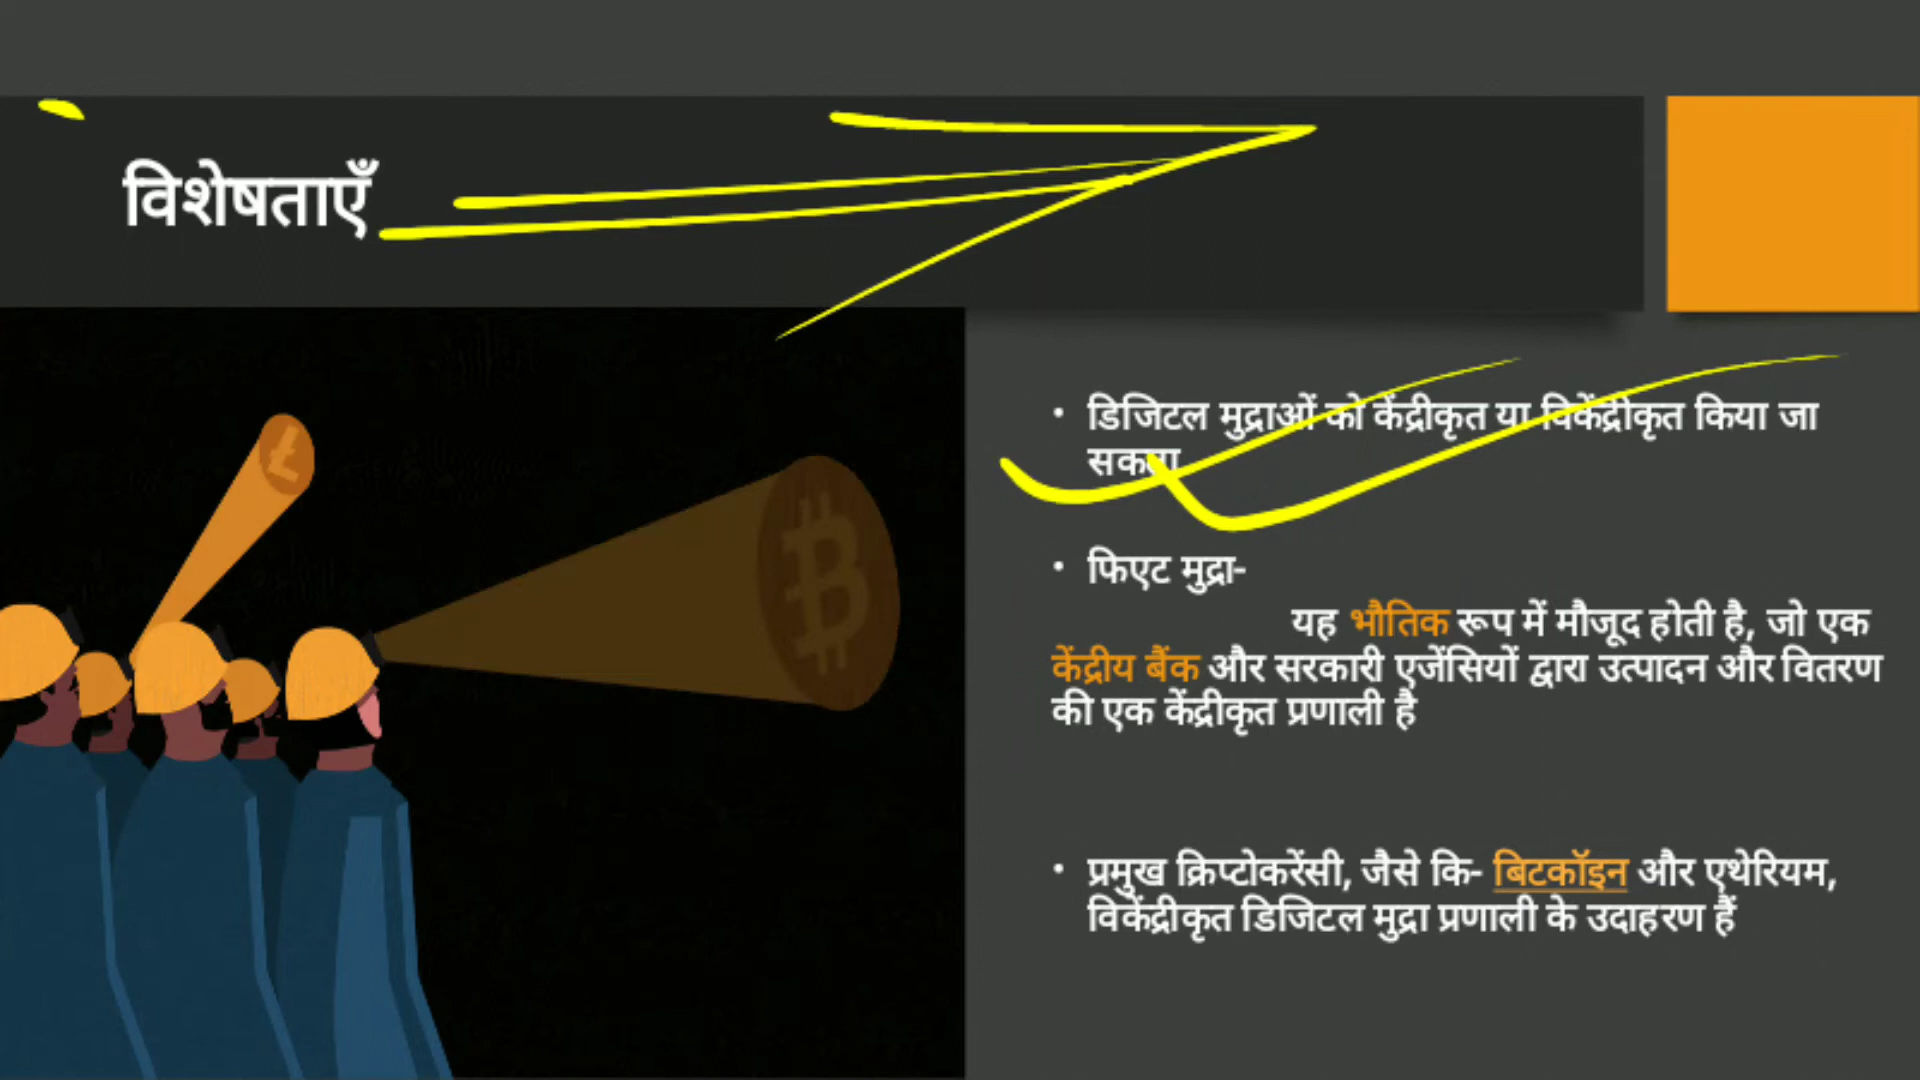 विशेषताएँ
• डिजिटल मुद्राओं को केंद्रीकृत या विकेंद्रीकृत किया जा
सकता
• फिएट मुद्रा-
यह भौतिक रूप में मौजूद होती है, जो एक
केंद्रीय बैंक और सरकारी एजेंसियों द्वारा उत्पादन और वितरण
की एक केंद्रीकृत प्रणाली है
• प्रमुख क्रिप्टोकरेंसी, जैसे कि- बिटकॉइन और एथेरियम,
विकेंद्रीकृत डिजिटल मुद्रा प्रणाली के उदाहरण हैं